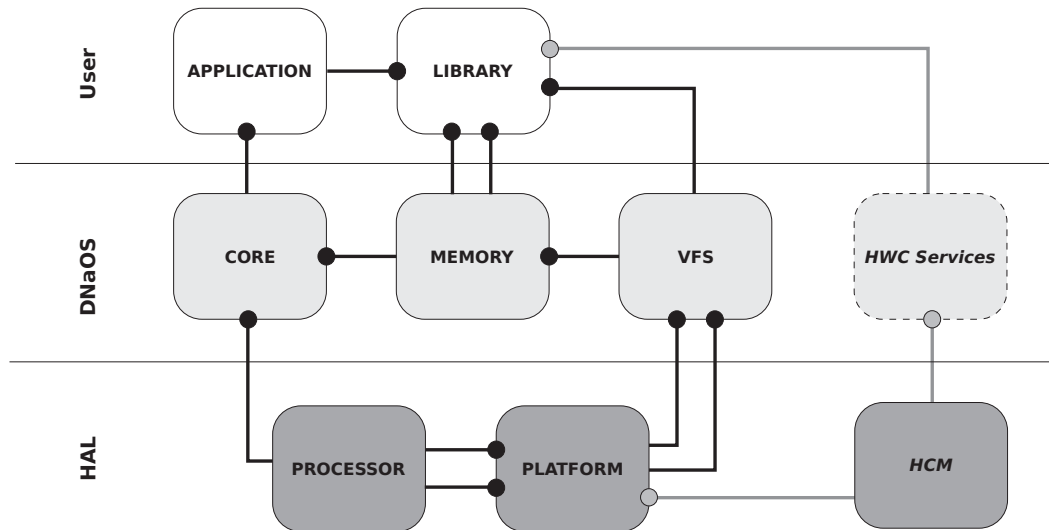 User
APPLICATION
LIBRARY
DNaOS
CORE
MEMORY
VFS
HWC Services
HAL
PROCESSOR
PLATFORM
HCM